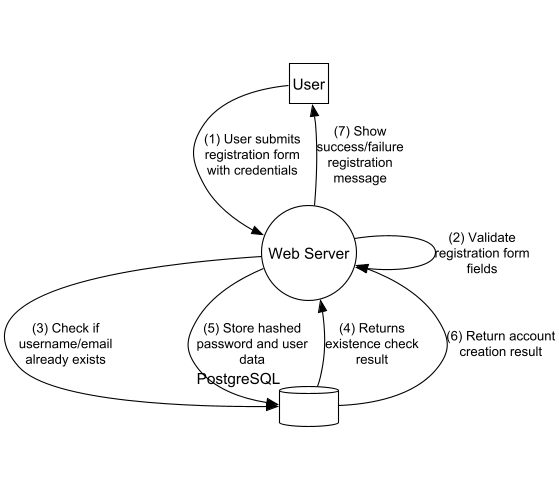 User
(1) User submits
registration form
with credentials
(7) Show
success/failure
registration
message
Web Server
(2) Validate
registration form
fields
(3) Check if
username/email
already exists
(5) Store hashed
password and user
data
(4) Returns
existence check
result
(6) Return account
creation result
PostgreSQL